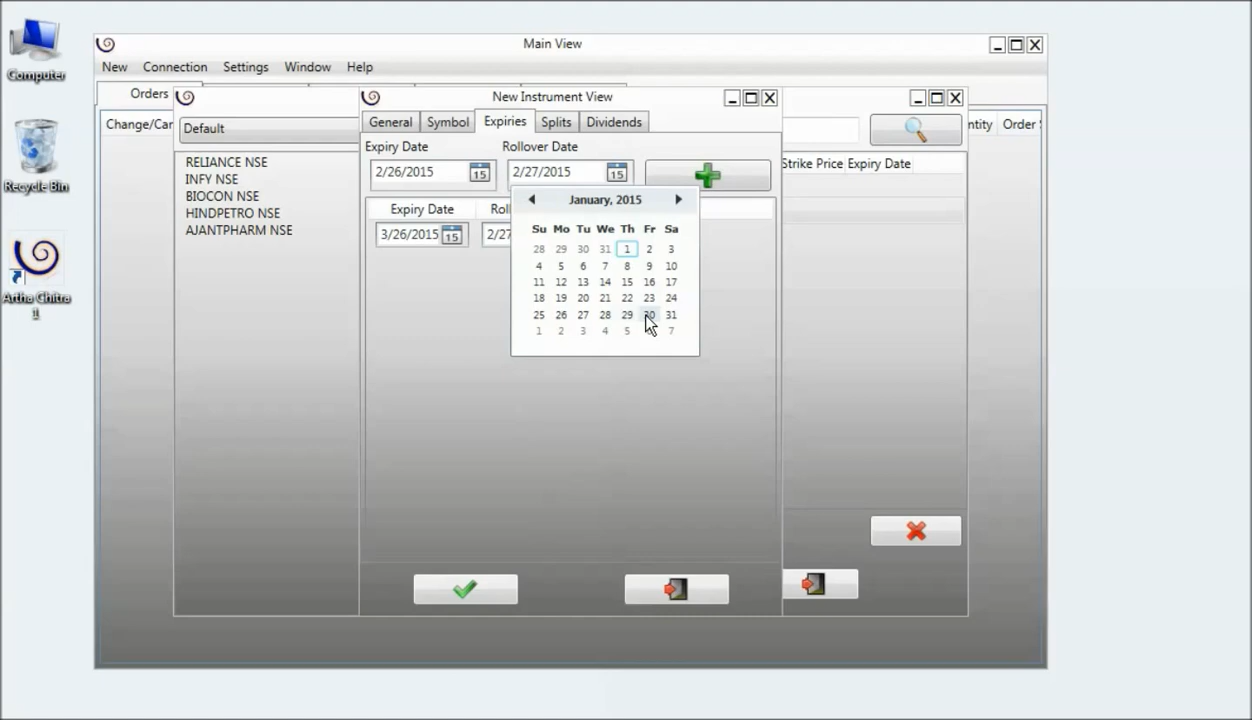 Computer
Recycle Bin
Artha Chitra
Main View
New Connection Settings Window Help
Orders
Change/Can
ntity Order
Default
RELIANCE NSE
INFY NSE
BIOCON NSE
HINDPETRO NSE
AJANTPHARM NSE
New Instrument View
General Symbol Expiries Splits Dividends
Expiry Date Rollover Date
2/26/2015 15 2/27/2015 15
Expiry Date Roll
3/26/2015 15 2/27
January, 2015
Su Mo Tu We Th Fr Sa
28 29 30 31 1 2 3
4 5 6 7 8 9 10
11 12 13 14 15 16 17
18 19 20 21 22 23 24
25 26 27 28 29 30 31
1 2 3 4 5 7
Strike Price Expiry Date